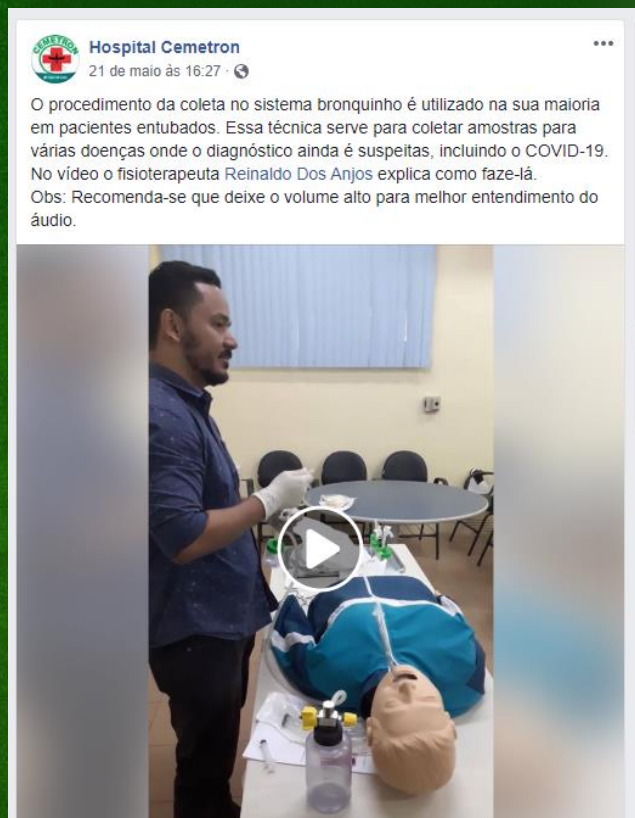 CEMETRON
Hospital Cemetron
21 de maio às 16:27 ·
O procedimento da coleta no sistema bronquinho é utilizado na sua maioria
em pacientes entubados. Essa técnica serve para coletar amostras para
várias doenças onde o diagnóstico ainda é suspeitas, incluindo o COVID-19.
No vídeo o fisioterapeuta Reinaldo Dos Anjos explica como faze-lá.
Obs: Recomenda-se que deixe o volume alto para melhor entendimento do
áudio.